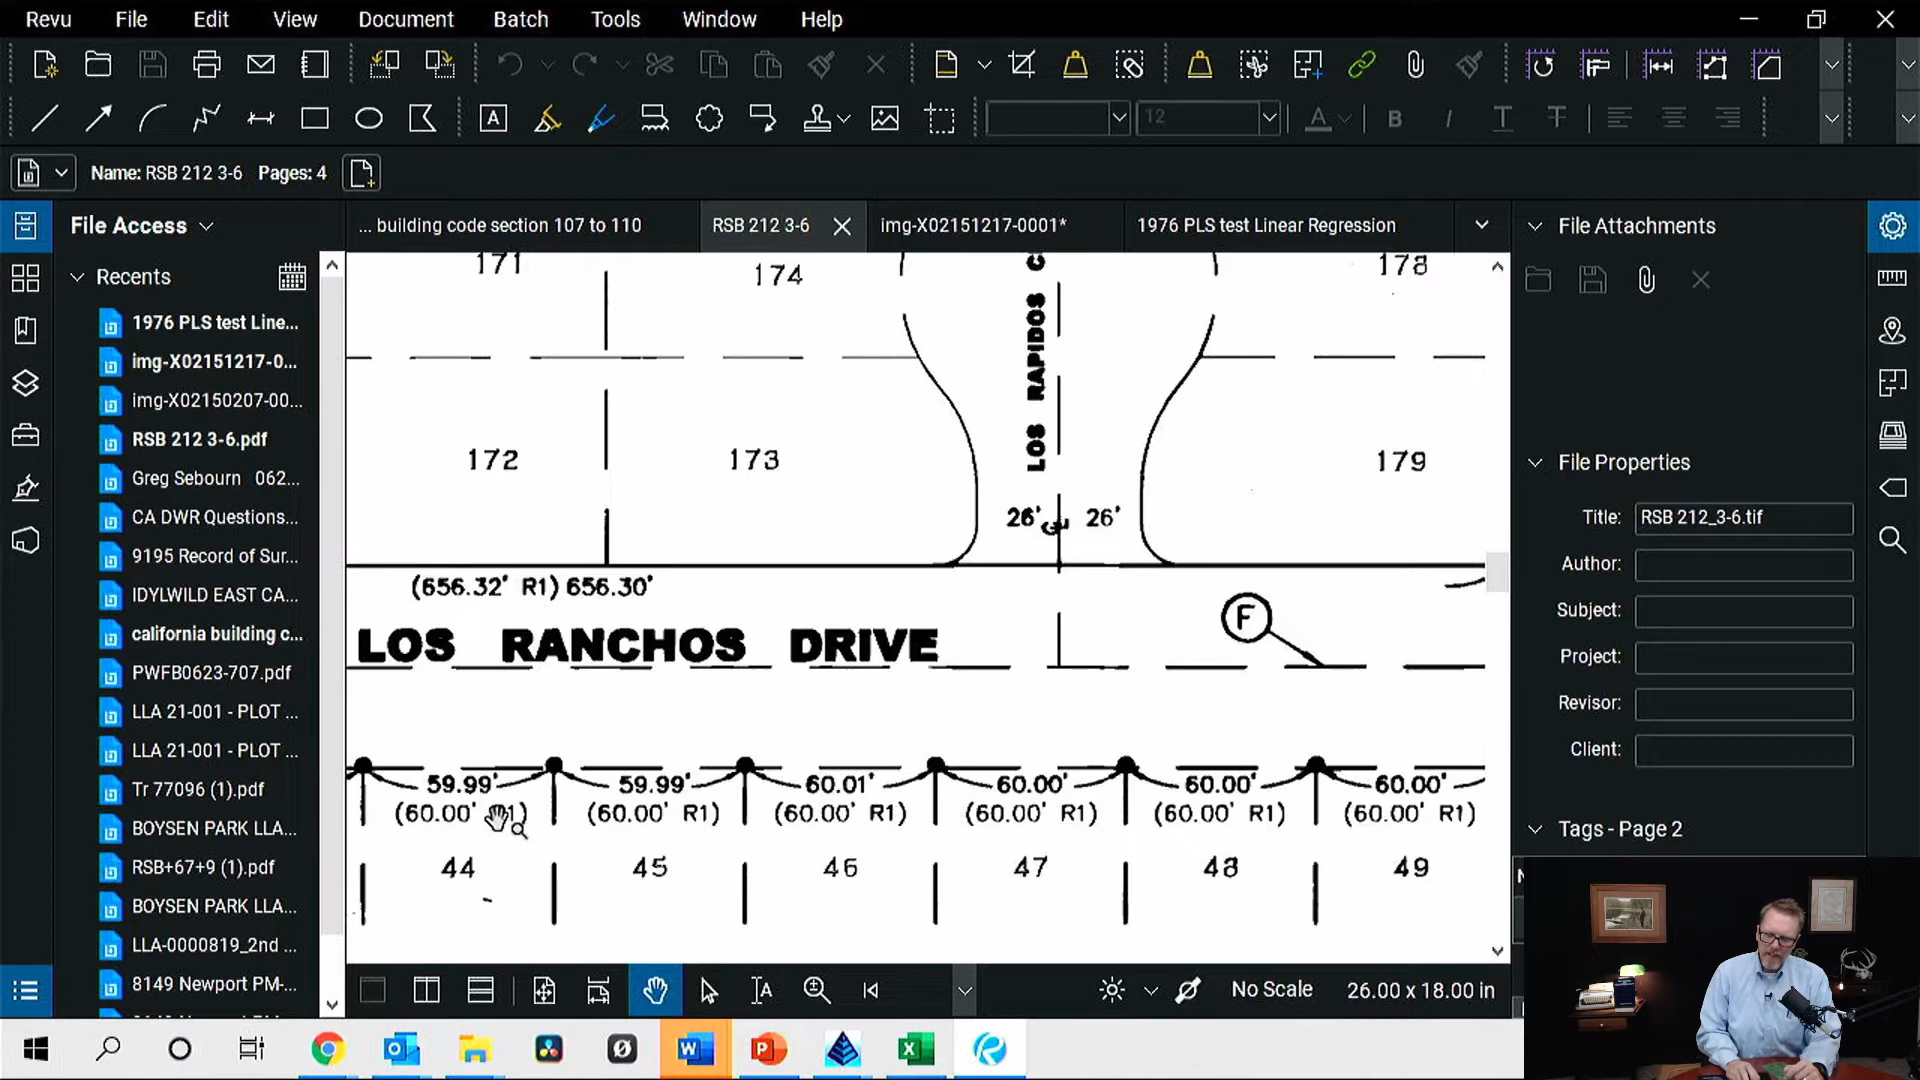 Revu File Edit View Document Batch Tools Window Help
12
Name: RSB 212 3-6 Pages: 4
File Access
... building code section 107 to 110 RSB 212 3-6 img-X02151217-0001* 1976 PLS test Linear Regression
File Attachments
Recents
1976 PLS test Line...
img-X02151217-0...
img-X02150207-00...
RSB 212 3-6.pdf
Greg Sebourn 062...
CA DWR Questions...
9195 Record of Sur...
IDYLWILD EAST CA...
california building c...
PWFB0623-707.pdf
LLA 21-001 - PLOT ...
LLA 21-001 - PLOT ...
Tr 77096 (1).pdf
BOYSEN PARK LLA...
RSB+67+9 (1).pdf
BOYSEN PARK LLA...
LLA-0000819_2nd ...
8149 Newport PM-...
171 174 178
LOS RAPIDOS C
172 173 179
26' 26'
(656.32' R1) 656.30'
LOS RANCHOS DRIVE
F
59.99' 59.99' 60.01' 60.00' 60.00' 60.00'
(60.00' R1) (60.00' R1) (60.00' R1) (60.00' R1) (60.00' R1) (60.00' R1)
44 45 46 47 48 49
File Properties
Title: RSB 212_3-6.tif
Author:
Subject:
Project:
Revisor:
Client:
Tags - Page 2
No Scale 26.00 x 18.00 in